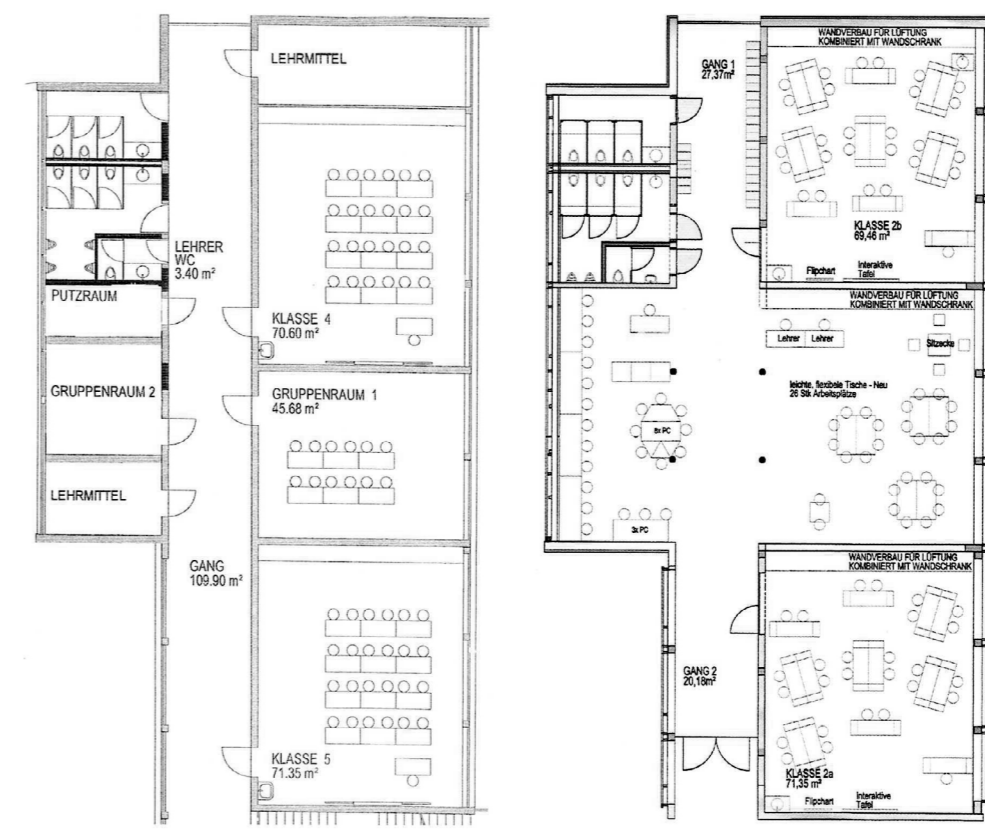 LEHRMITTEL
LEHRER
WC
3.40 m²
PUTZRAUM
KLASSE 4
70.60 m²
GRUPPENRAUM 2
GRUPPENRAUM 1
45.68 m²
LEHRMITTEL
GANG
109.90 m²
KLASSE 5
71.35 m²
WANDVERBAU FÜR LÜFTUNG
KOMBINIERT MIT WANDSCHRANK
GANG 1
27,37m²
KLASSE 2b
69,46 m²
Flipchart
Interaktive
Tafel
WANDVERBAU FÜR LÜFTUNG
KOMBINIERT MIT WANDSCHRANK
Lehrer
Lehrer
Sitzecke
leichte, flexibele Tische - Neu
26 Stk Arbeitsplätze
8x PC
3x PC
WANDVERBAU FÜR LÜFTUNG
KOMBINIERT MIT WANDSCHRANK
GANG 2
20,18m²
KLASSE 2a
71,35 m²
Flipchart
Interaktive
Tafel